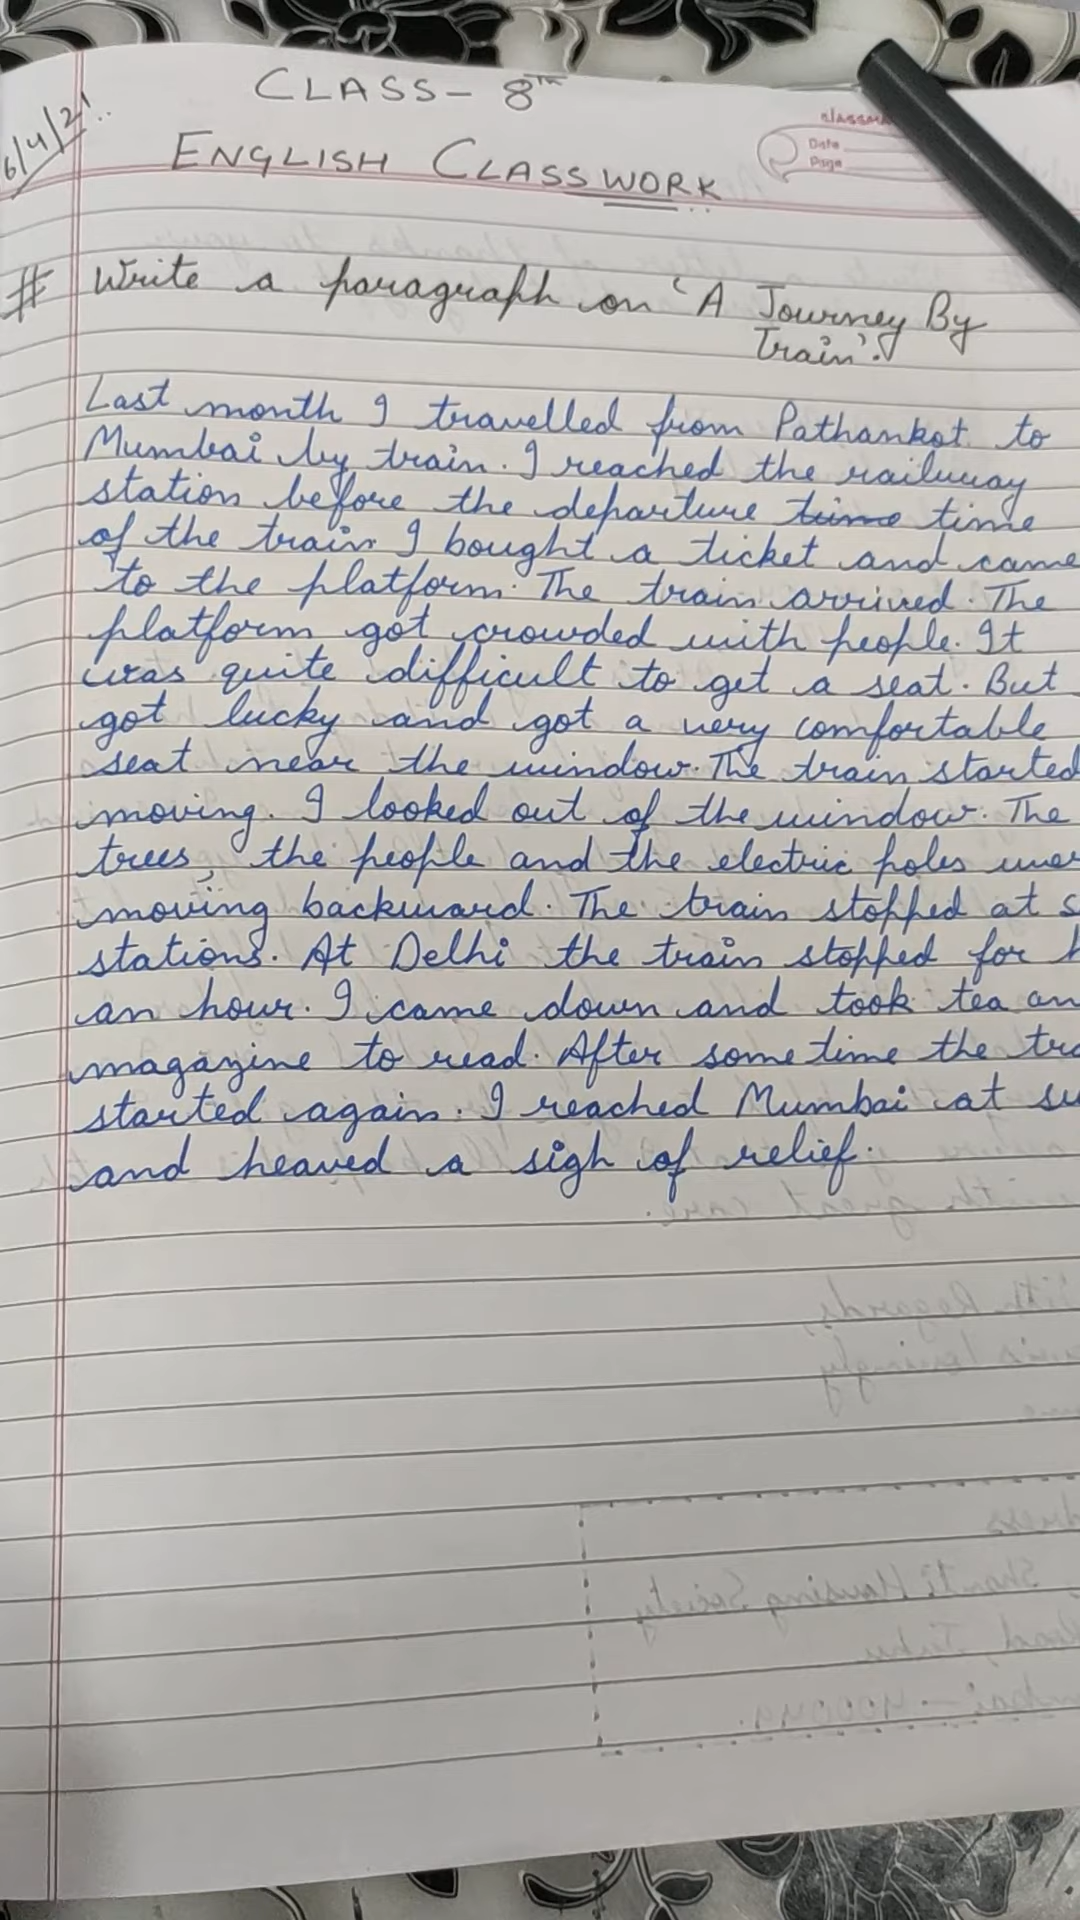 CLASS- 8TH
6/4/21
ENGLISH CLASSWORK
Date
Page
# Write a paragraph on 'A Journey By
Train'.
Last month I travelled from Pathankot to
Mumbai by train. I reached the railway
station before the departure time time
of the train I bought a ticket and came
to the platform. The train arrived. The
platform got crowded with people. It
was quite difficult to get a seat. But
got lucky and got a very comfortable
seat near the window. The train started
moving. I looked out of the window. The
trees, the people and the electric poles
moving backward. The train stopped at
stations. At Delhi the train stopped for
an hour. I came down and took tea
magazine to read. After some time the
started again. I reached Mumbai at
and heaved a sigh of relief.